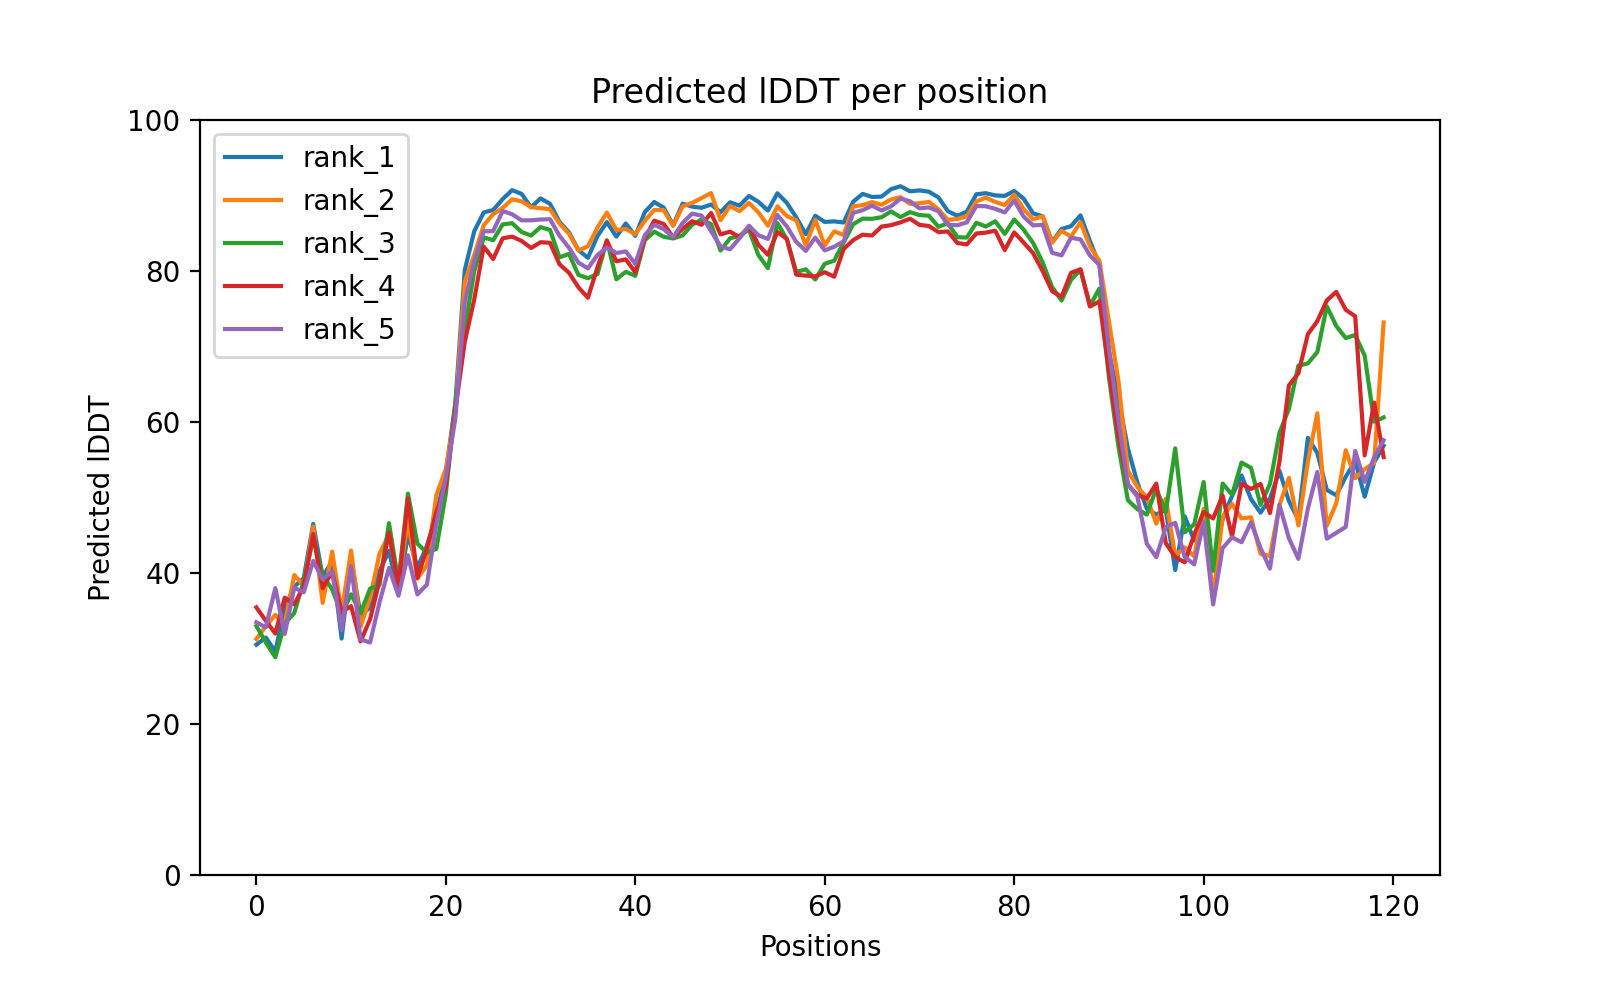 Predicted lDDT per position
100
80
60
40
20
0
Predicted lDDT
rank_1
rank_2
rank_3
rank_4
rank_5
0 20 40 60 80 100 120
Positions